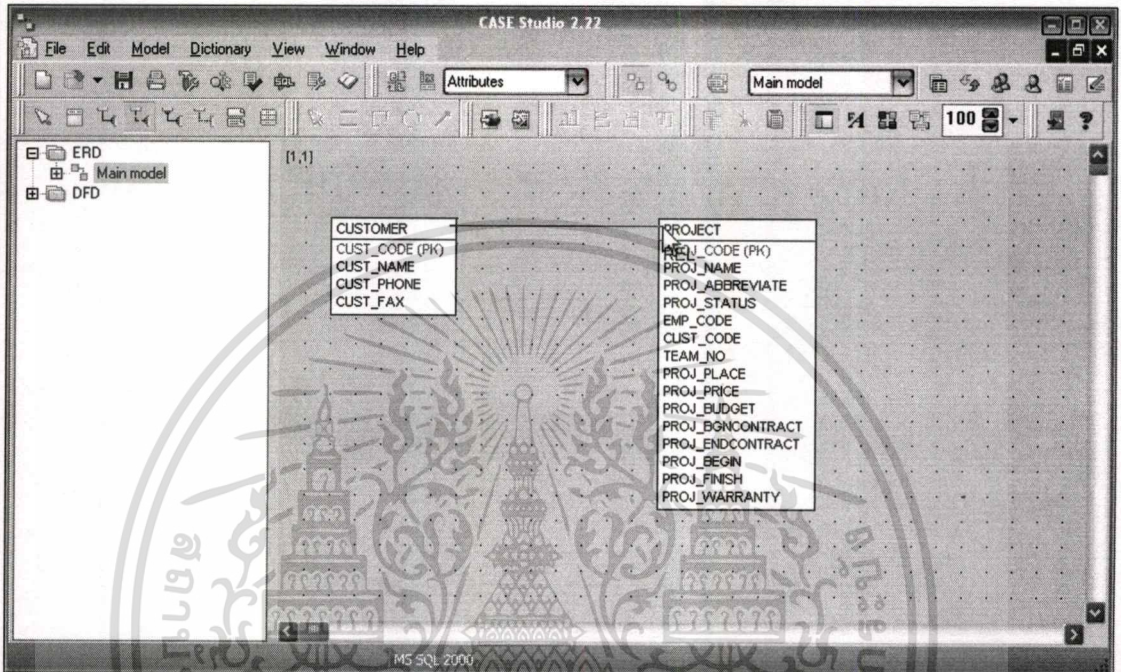 CASE Studio 2.22
File Edit Model Dictionary View Window Help
Attributes Main model
100
ERD
Main model
DFD
[1,1]
CUSTOMER
CUST_CODE (PK)
CUST_NAME
CUST_PHONE
CUST_FAX
PROJECT
PROJ_CODE (PK)
REL
PROJ_NAME
PROJ_ABBREVIATE
PROJ_STATUS
EMP_CODE
CUST_CODE
TEAM_NO
PROJ_PLACE
PROJ_PRICE
PROJ_BUDGET
PROJ_BGNCONTRACT
PROJ_ENDCONTRACT
PROJ_BEGIN
PROJ_FINISH
PROJ_WARRANTY
MS SQL 2000